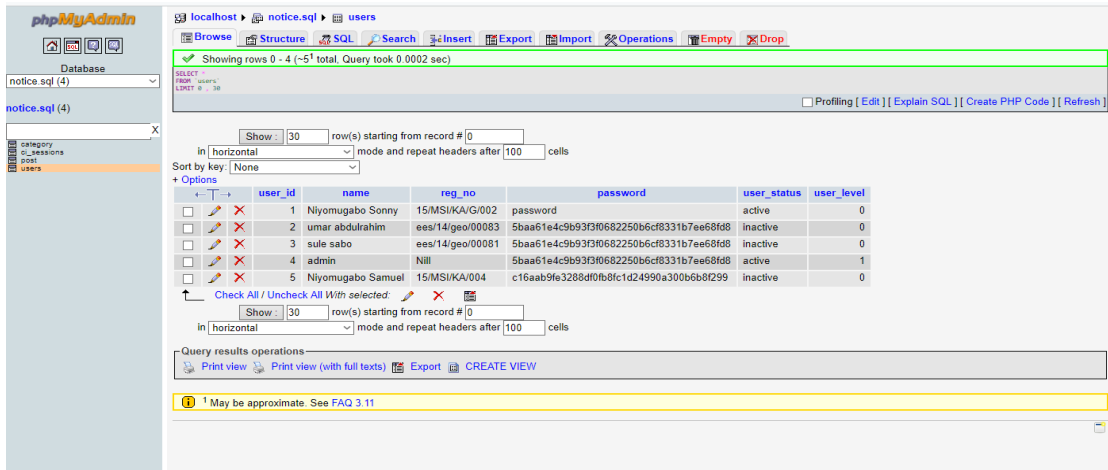 phpMyAdmin
Database
notice.sql (4)
notice.sql (4)
X
category
ci_sessions
post
users
localhost ▸ notice.sql ▸ users
Browse Structure SQL Search Insert Export Import Operations Empty Drop
Showing rows 0 - 4 (~5¹ total, Query took 0.0002 sec)
SELECT *
FROM `users`
LIMIT 0 , 30
Profiling [ Edit ] [ Explain SQL ] [ Create PHP Code ] [ Refresh ]
Show : 30 row(s) starting from record # 0
in horizontal mode and repeat headers after 100 cells
Sort by key: None
+ Options
←T→ user_id name reg_no password user_status user_level
1 Niyomugabo Sonny 15/MSI/KA/G/002 password active 0
2 umar abdulrahim ees/14/geo/00083 5baa61e4c9b93f3f0682250b6cf8331b7ee68fd8 inactive 0
3 sule sabo ees/14/geo/00081 5baa61e4c9b93f3f0682250b6cf8331b7ee68fd8 inactive 0
4 admin Nill 5baa61e4c9b93f3f0682250b6cf8331b7ee68fd8 active 1
5 Niyomugabo Samuel 15/MSI/KA/004 c16aab9fe3288df0fb8fc1d24990a300b6b8f299 inactive 0
Check All / Uncheck All With selected:
Show : 30 row(s) starting from record # 0
in horizontal mode and repeat headers after 100 cells
Query results operations
Print view Print view (with full texts) Export CREATE VIEW
¹ May be approximate. See FAQ 3.11